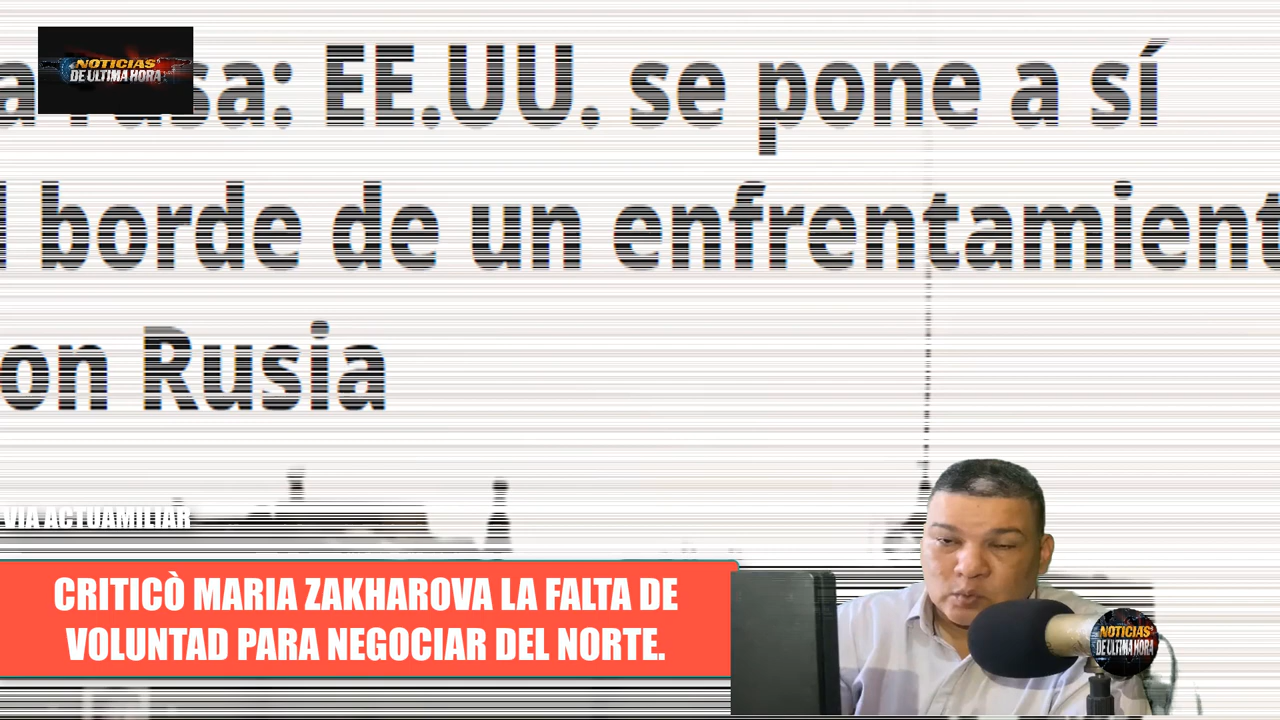 NOTICIAS
DE ULTIMA HORA
sa: EE.UU. se pone a sí
borde de un enfrentamient
on Rusia
VIA ACTUAMILIAR
CRITICÒ MARIA ZAKHAROVA LA FALTA DE
VOLUNTAD PARA NEGOCIAR DEL NORTE.
NOTICIAS
DE ULTIMA HORA